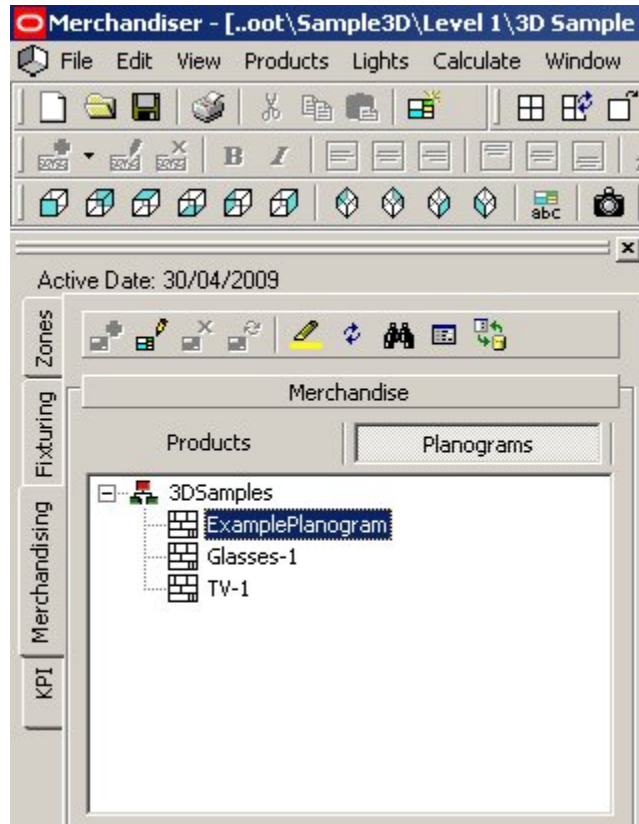 Merchandiser - [..oot\Sample3D\Level 1\3D Sample
File Edit View Products Lights Calculate Window
B I
abc
Active Date: 30/04/2009
Zones
Fixturing
Merchandising
KPI
Merchandise
Products Planograms
3DSamples
ExamplePlanogram
Glasses-1
TV-1